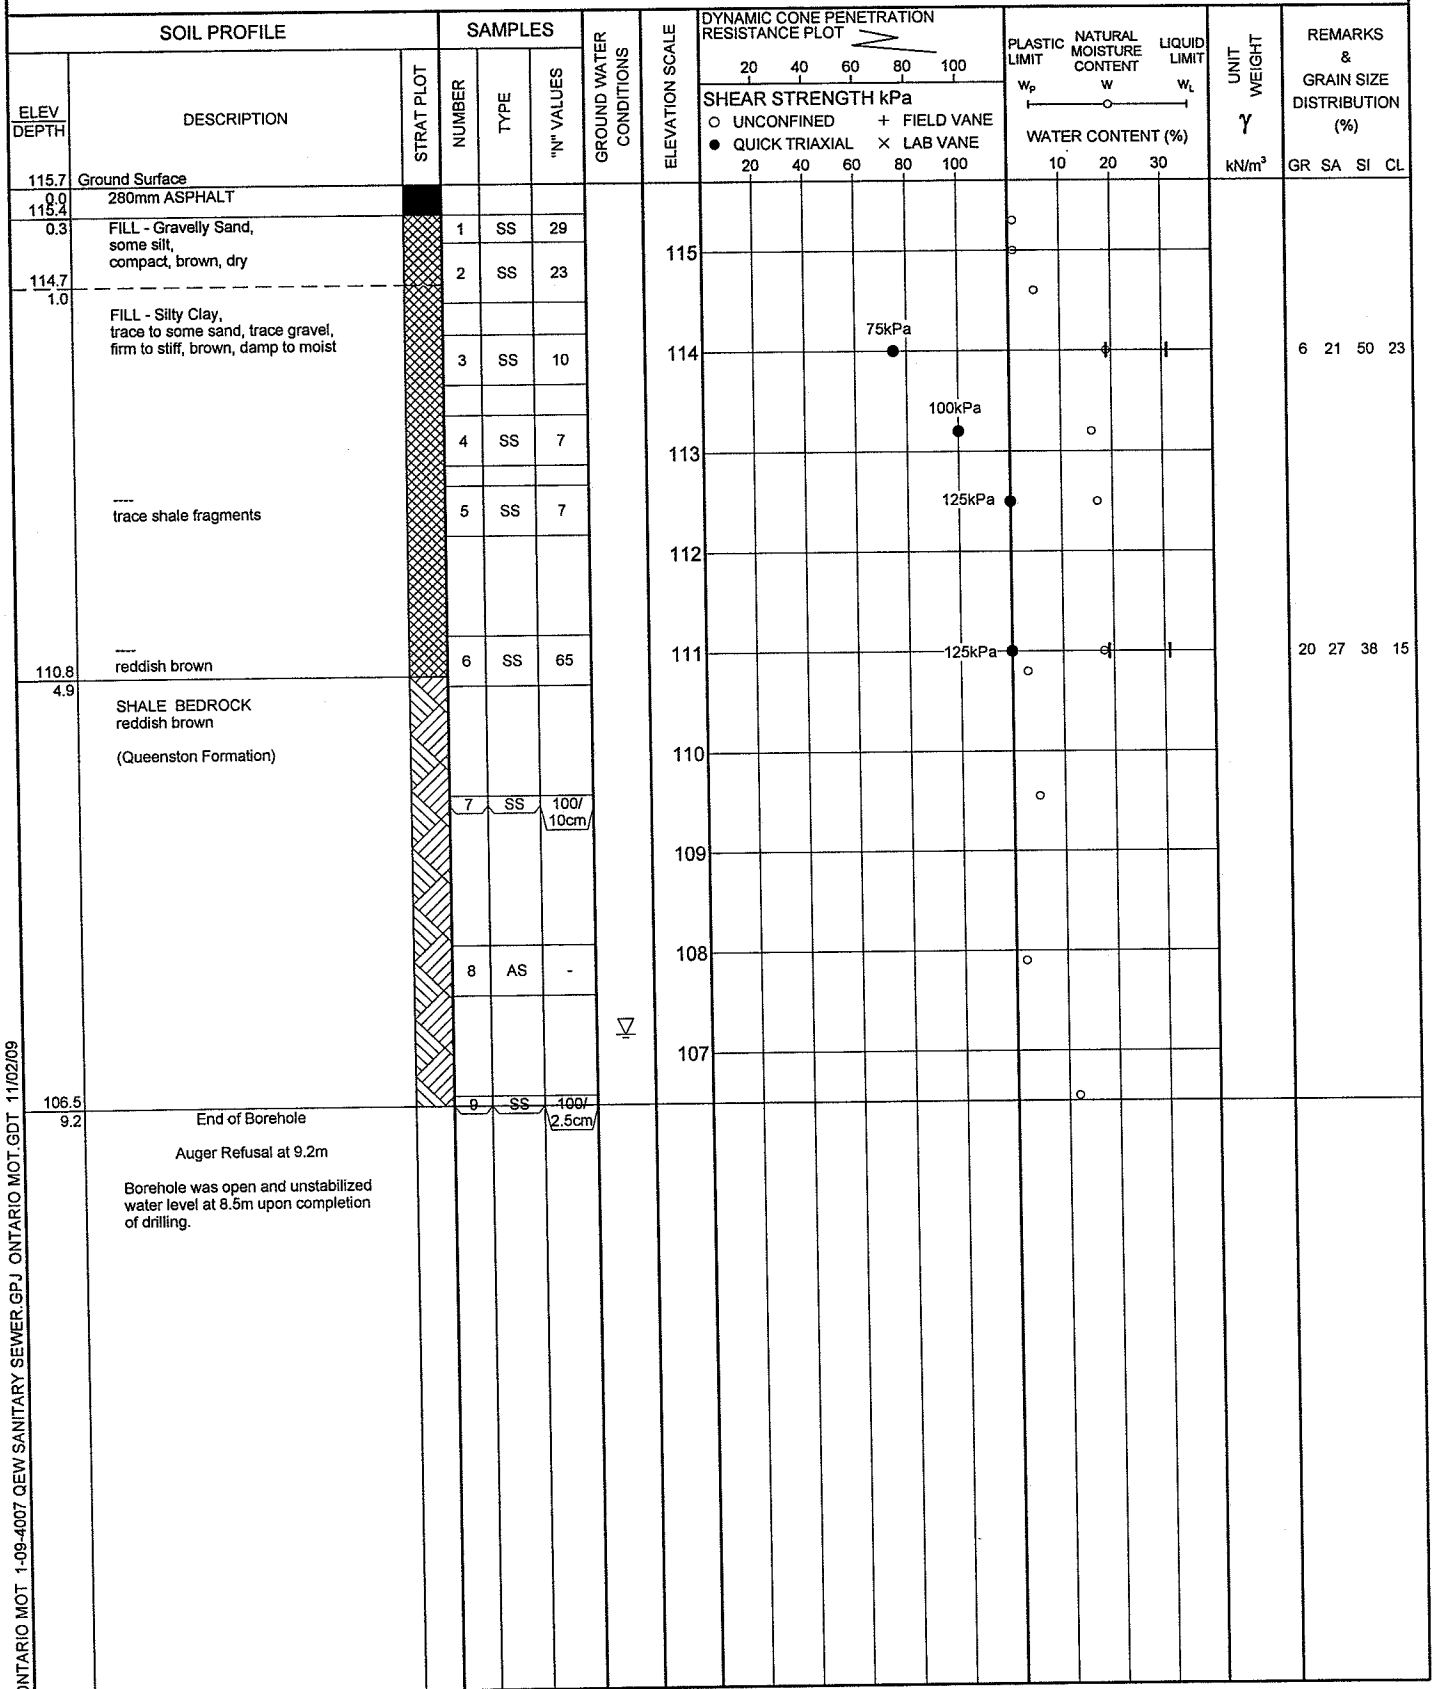 SOIL PROFILE
SAMPLES
GROUND WATER
CONDITIONS
ELEVATION SCALE
DYNAMIC CONE PENETRATION
RESISTANCE PLOT
20 40 60 80 100
PLASTIC
LIMIT
NATURAL
MOISTURE
CONTENT
LIQUID
LIMIT
WP W WL
WATER CONTENT (%)
10 20 30
UNIT
WEIGHT
γ
kN/m³
REMARKS
&
GRAIN SIZE
DISTRIBUTION
(%)
GR SA SI CL
ELEV
DEPTH
DESCRIPTION
STRAT PLOT
NUMBER
TYPE
"N" VALUES
SHEAR STRENGTH kPa
○ UNCONFINED + FIELD VANE
● QUICK TRIAXIAL × LAB VANE
20 40 60 80 100
115.7 Ground Surface
0.0 280mm ASPHALT
115.4
0.3 FILL - Gravelly Sand,
some silt,
compact, brown, dry
1 SS 29
2 SS 23
115
114.7
1.0
FILL - Silty Clay,
trace to some sand, trace gravel,
firm to stiff, brown, damp to moist
3 SS 10
114
75kPa
6 21 50 23
100kPa
4 SS 7
113
----
trace shale fragments
5 SS 7
125kPa
112
----
reddish brown
6 SS 65
111
125kPa
20 27 38 15
110.8
4.9
SHALE BEDROCK
reddish brown
(Queenston Formation)
110
7 SS 100/
10cm
109
108
8 AS -
107
106.5
9.2
9 SS 100/
2.5cm
End of Borehole
Auger Refusal at 9.2m
Borehole was open and unstabilized
water level at 8.5m upon completion
of drilling.
ONTARIO MOT 1-09-4007 QEW SANITARY SEWER.GPJ ONTARIO MOT.GDT 11/02/09